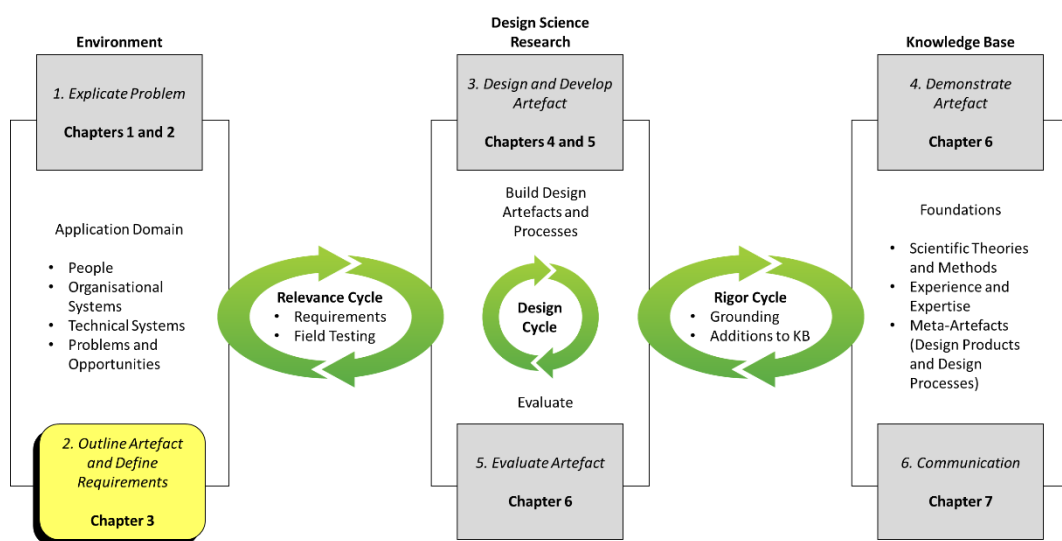 Environment
1. Explicate Problem
Chapters 1 and 2
Application Domain
• People
• Organisational
Systems
• Technical Systems
• Problems and
Opportunities
2. Outline Artefact
and Define
Requirements
Chapter 3
Relevance Cycle
• Requirements
• Field Testing
Design Science
Research
3. Design and Develop
Artefact
Chapters 4 and 5
Build Design
Artefacts and
Processes
Design
Cycle
Evaluate
5. Evaluate Artefact
Chapter 6
Rigor Cycle
• Grounding
• Additions to KB
Knowledge Base
4. Demonstrate
Artefact
Chapter 6
Foundations
• Scientific Theories
and Methods
• Experience and
Expertise
• Meta-Artefacts
(Design Products
and Design
Processes)
6. Communication
Chapter 7